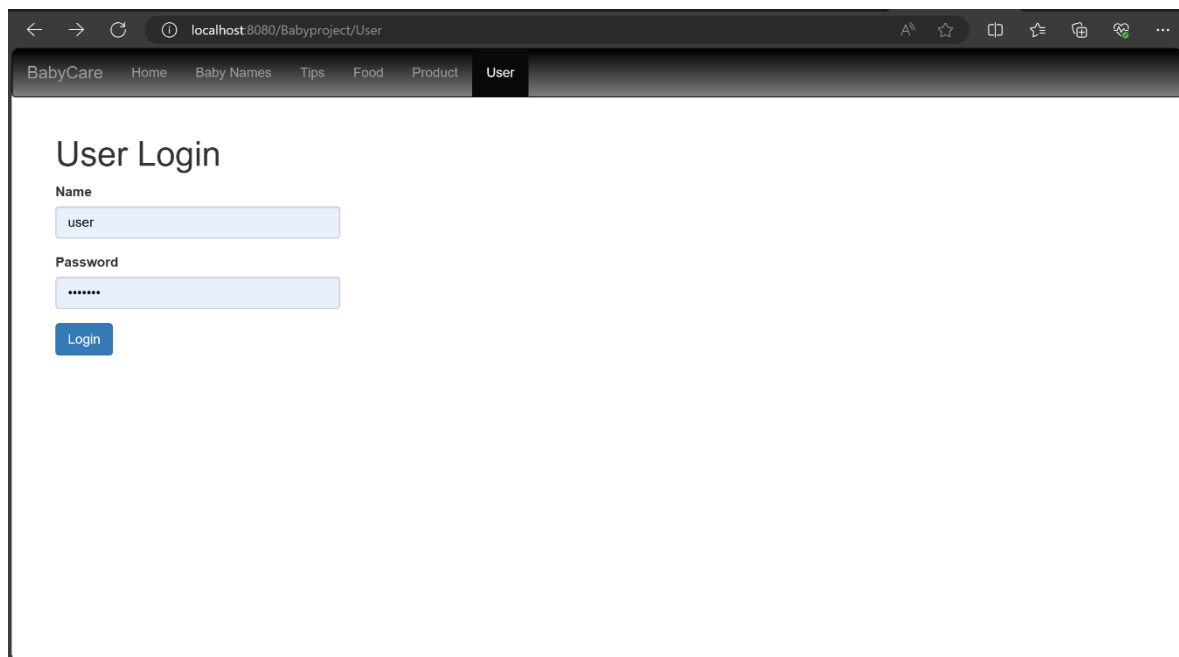 localhost:8080/Babyproject/User
BabyCare Home Baby Names Tips Food Product User
User Login
Name
user
Password
•••••••
Login